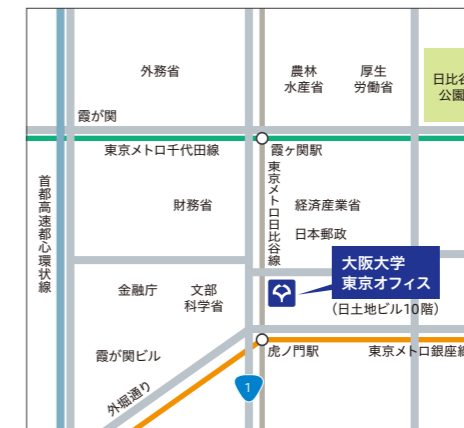 外務省
農林
水産省
厚生
労働省
日比谷
公園
霞が関
東京メトロ千代田線
霞ヶ関駅
首都高速都心環状線
財務省
東京メトロ日比谷線
経済産業省
日本郵政
大阪大学
東京オフィス
(日土地ビル10階)
金融庁
文部
科学省
霞が関ビル
虎ノ門駅
東京メトロ銀座線
外堀通り
1